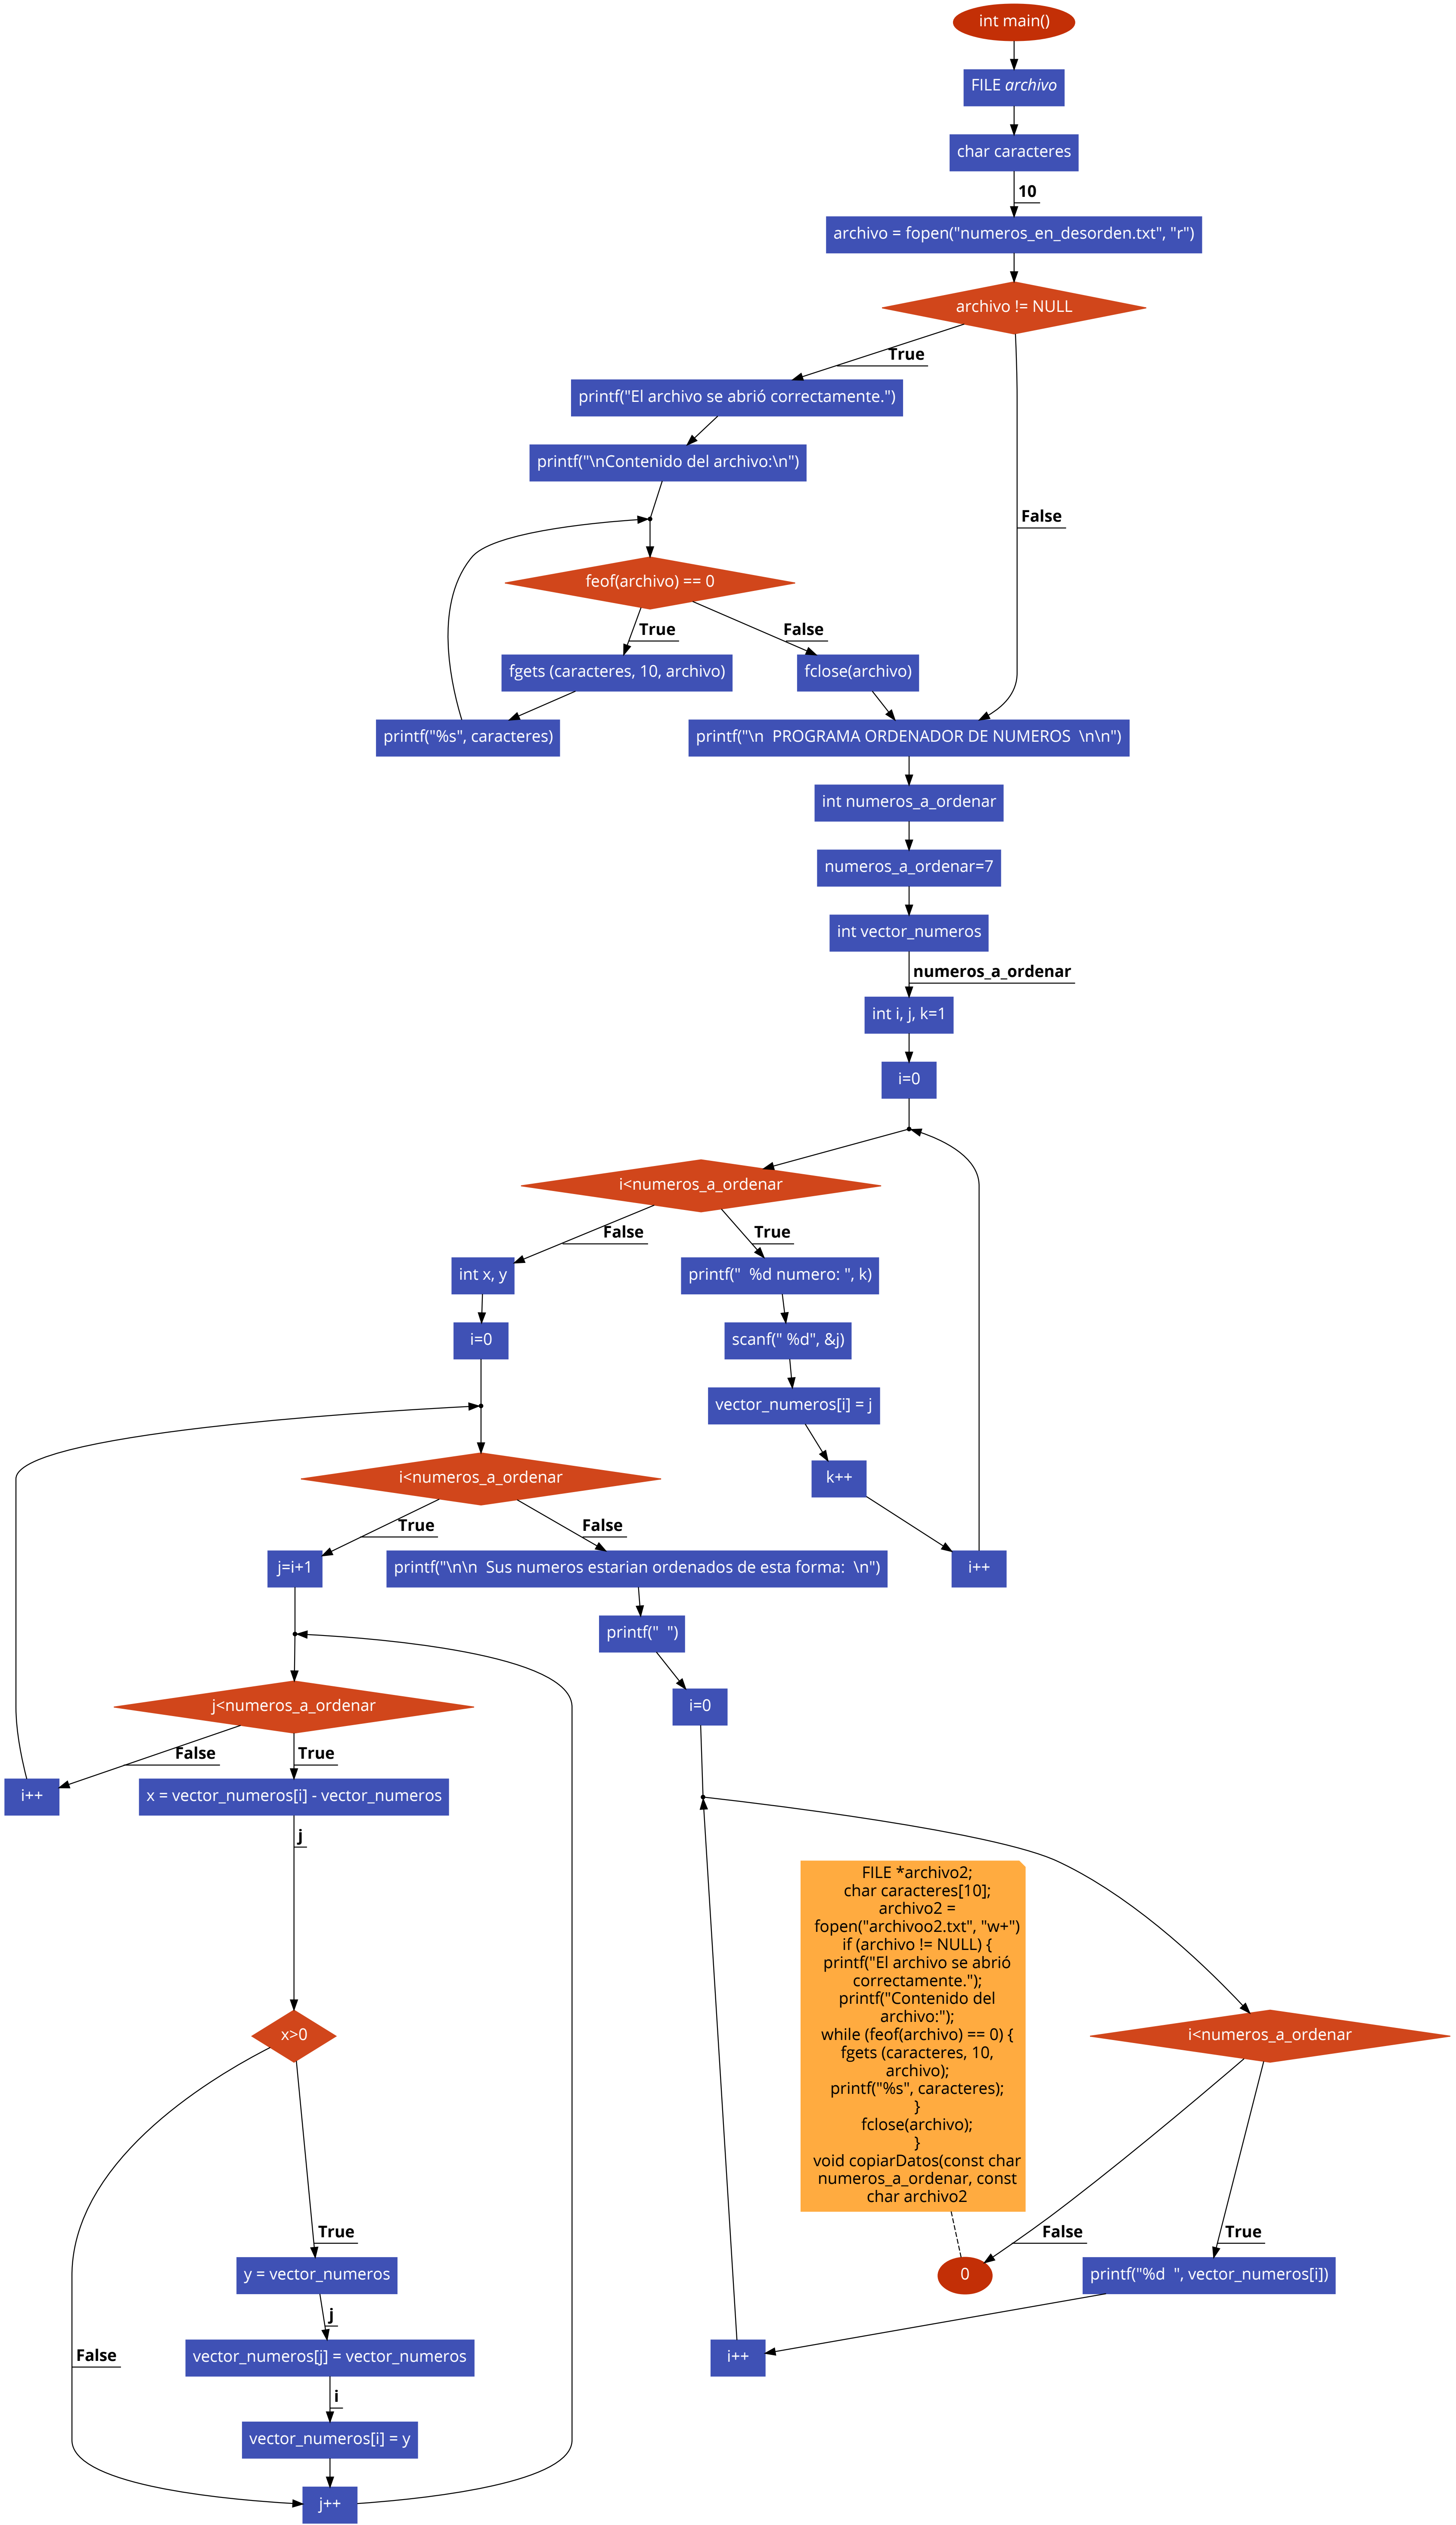 int main()
FILE archivo
char caracteres
10
archivo = fopen("numeros_en_desorden.txt", "r")
archivo != NULL
True
printf("El archivo se abrió correctamente.")
printf("\nContenido del archivo:\n")
False
feof(archivo) == 0
True
False
fgets (caracteres, 10, archivo)
fclose(archivo)
printf("%s", caracteres)
printf("\n  PROGRAMA ORDENADOR DE NUMEROS  \n\n")
int numeros_a_ordenar
numeros_a_ordenar=7
int vector_numeros
numeros_a_ordenar
int i, j, k=1
i=0
i<numeros_a_ordenar
False
True
int x, y
printf("  %d numero: ", k)
i=0
scanf(" %d", &j)
vector_numeros[i] = j
i<numeros_a_ordenar
k++
True
False
j=i+1
printf("\n\n  Sus numeros estarian ordenados de esta forma:  \n")
i++
printf("  ")
j<numeros_a_ordenar
i=0
False
True
i++
x = vector_numeros[i] - vector_numeros
j
FILE *archivo2;
char caracteres[10];
archivo2 =
fopen("archivoo2.txt", "w+")
if (archivo != NULL) {
printf("El archivo se abrió
correctamente.");
printf("Contenido del
archivo:");
while (feof(archivo) == 0) {
fgets (caracteres, 10,
archivo);
printf("%s", caracteres);
}
fclose(archivo);
}
void copiarDatos(const char
numeros_a_ordenar, const
char archivo2
x>0
i<numeros_a_ordenar
True
False
True
y = vector_numeros
0
printf("%d  ", vector_numeros[i])
j
False
vector_numeros[j] = vector_numeros
i++
i
vector_numeros[i] = y
j++